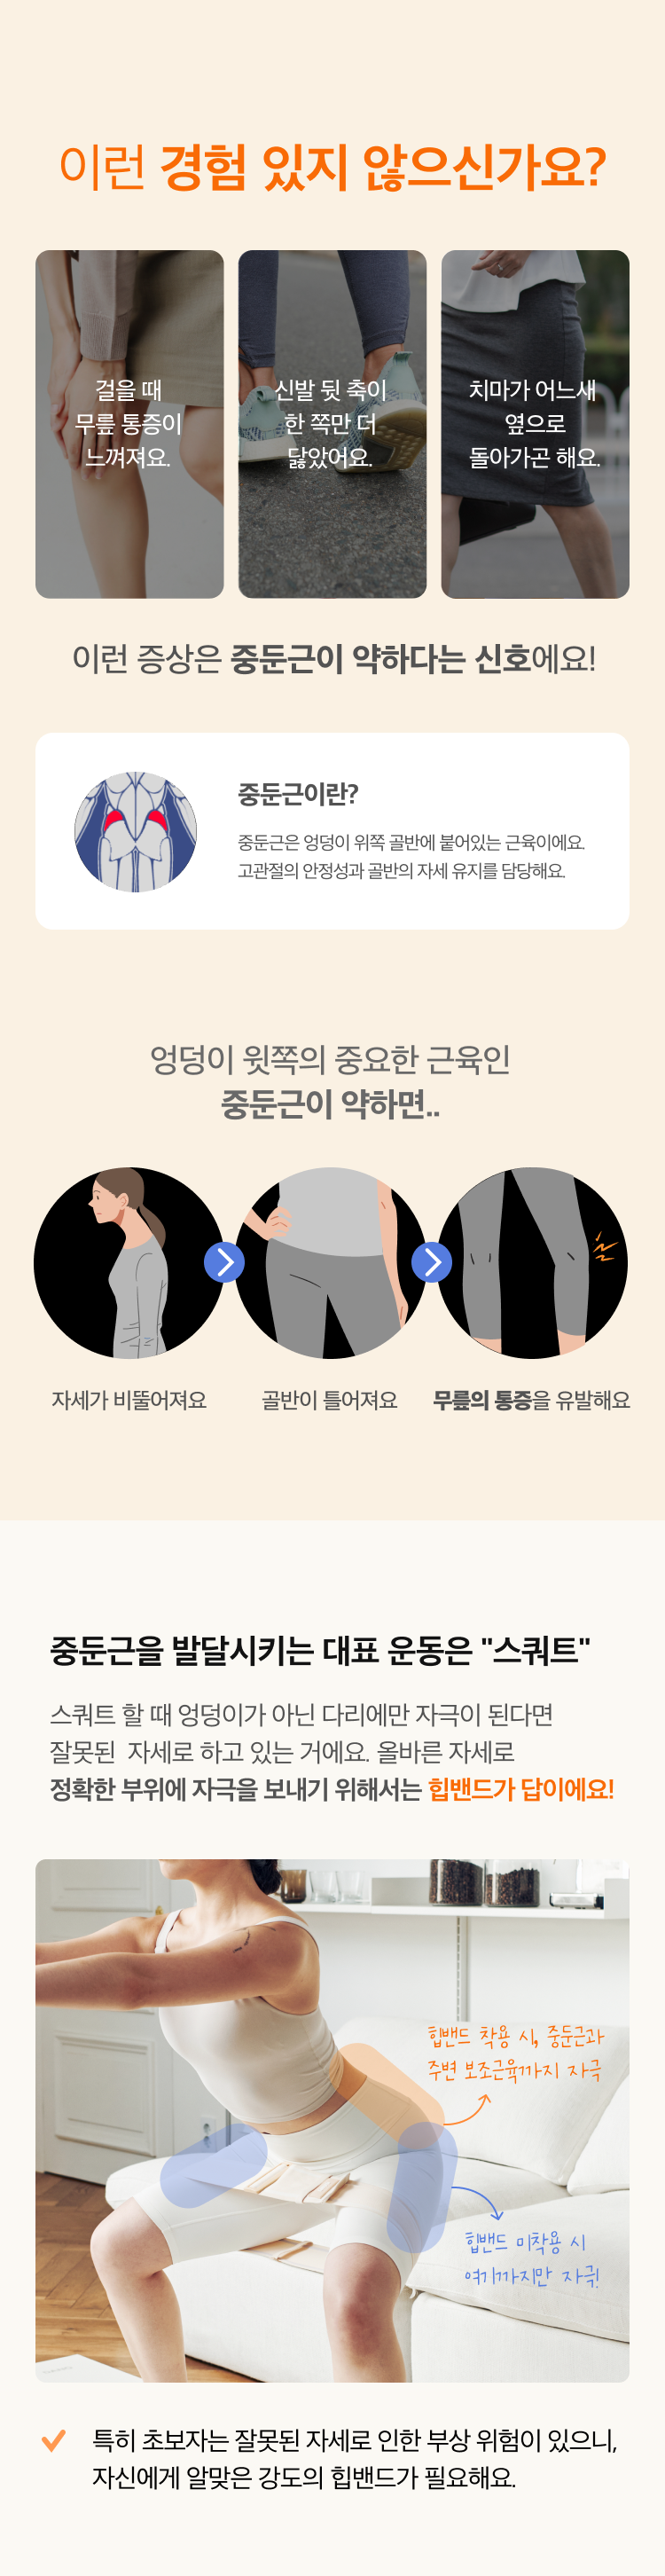 이런 경험 있지 않으신가요?
걸을 때
무릎 통증이
느껴져요.
신발 뒷 축이
한 쪽만 더
닳았어요.
치마가 어느새
옆으로
돌아가곤 해요.
이런 증상은 중둔근이 약하다는 신호에요!
중둔근이란?
중둔근은 엉덩이 위쪽 골반에 붙어있는 근육이에요.
고관절의 안정성과 골반의 자세 유지를 담당해요.
엉덩이 윗쪽의 중요한 근육인
중둔근이 약하면..
자세가 비뚤어져요
골반이 틀어져요
무릎의 통증을 유발해요
중둔근을 발달시키는 대표 운동은 "스쿼트"
스쿼트 할 때 엉덩이가 아닌 다리에만 자극이 된다면
잘못된 자세로 하고 있는 거에요. 올바른 자세로
정확한 부위에 자극을 보내기 위해서는 힙밴드가 답이에요!
힙밴드 착용 시, 중둔근과
주변 보조근육까지 자극
힙밴드 미착용 시
여기까지만 자극!
특히 초보자는 잘못된 자세로 인한 부상 위험이 있으니,
자신에게 알맞은 강도의 힙밴드가 필요해요.